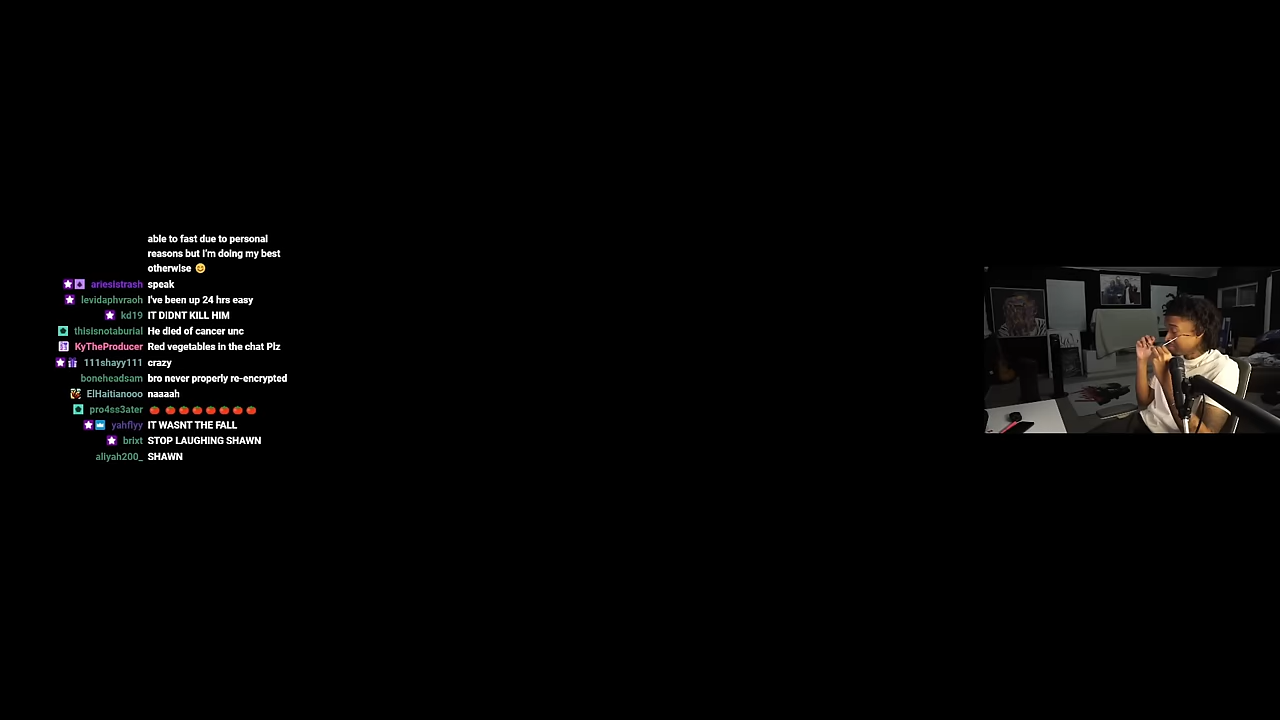 able to fast due to personal
reasons but I'm doing my best
otherwise 😊
ariesistrash speak
levidaphvraoh I've been up 24 hrs easy
kd19 IT DIDNT KILL HIM
thisisnotaburial He died of cancer unc
KyTheProducer Red vegetables in the chat Plz
111shayy111 crazy
boneheadsam bro never properly re-encrypted
ElHaitianooo naaaah
pro4ss3ater 🍅 🍅 🍅 🍅 🍅 🍅 🍅 🍅
yahflyy IT WASNT THE FALL
brixt STOP LAUGHING SHAWN
aliyah200_ SHAWN